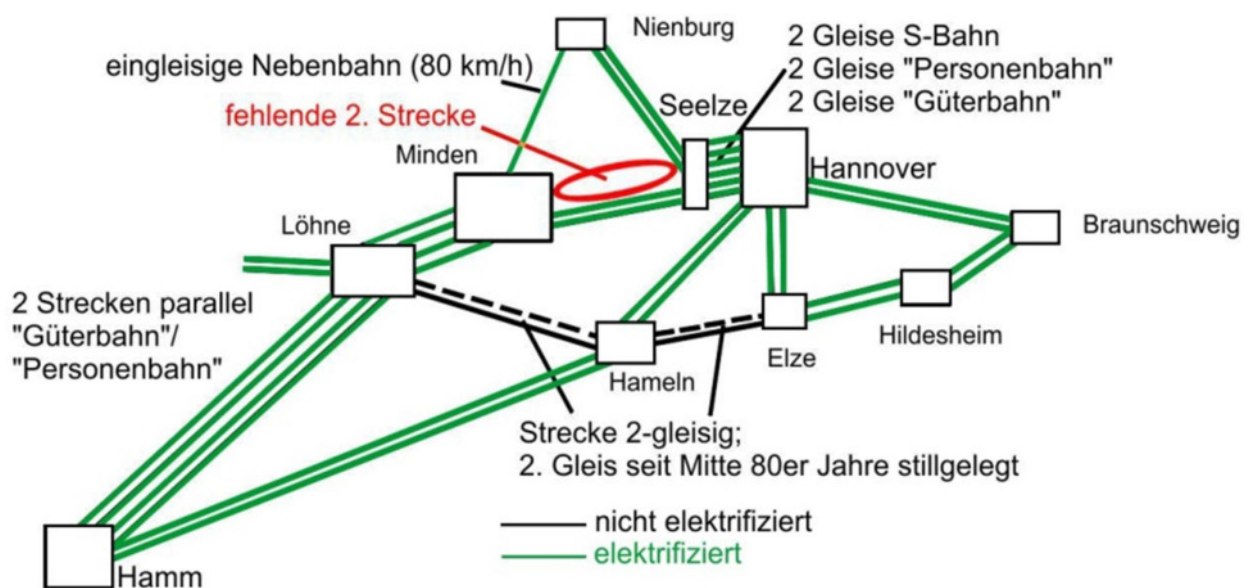 Nienburg
eingleisige Nebenbahn (80 km/h)
fehlende 2. Strecke
2 Gleise S-Bahn
2 Gleise "Personenbahn"
2 Gleise "Güterbahn"
Seelze
Minden
Hannover
Löhne
Braunschweig
2 Strecken parallel
"Güterbahn"/
"Personenbahn"
Hildesheim
Elze
Hameln
Strecke 2-gleisig;
2. Gleis seit Mitte 80er Jahre stillgelegt
nicht elektrifiziert
elektrifiziert
Hamm